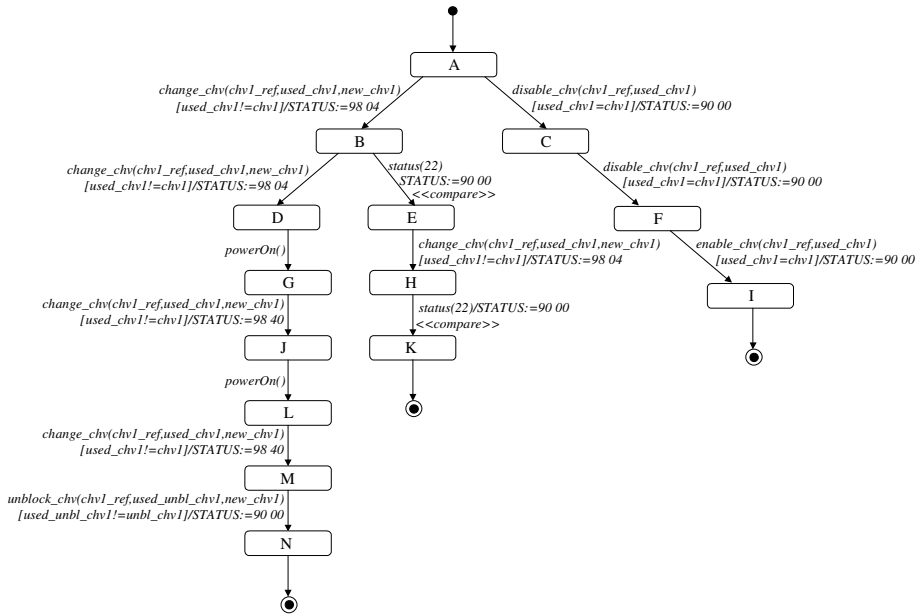 A
change_chv(chv1_ref,used_chv1,new_chv1)
[used_chv1!=chv1]/STATUS:=98 04
disable_chv(chv1_ref,used_chv1)
[used_chv1=chv1]/STATUS:=90 00
B
C
change_chv(chv1_ref,used_chv1,new_chv1)
[used_chv1!=chv1]/STATUS:=98 04
status(22)
STATUS:=90 00
<<compare>>
disable_chv(chv1_ref,used_chv1)
[used_chv1=chv1]/STATUS:=90 00
D
E
F
powerOn()
change_chv(chv1_ref,used_chv1,new_chv1)
[used_chv1!=chv1]/STATUS:=98 04
enable_chv(chv1_ref,used_chv1)
[used_chv1=chv1]/STATUS:=90 00
G
H
I
change_chv(chv1_ref,used_chv1,new_chv1)
[used_chv1!=chv1]/STATUS:=98 40
status(22)/STATUS:=90 00
<<compare>>
J
K
powerOn()
L
change_chv(chv1_ref,used_chv1,new_chv1)
[used_chv1!=chv1]/STATUS:=98 40
M
unblock_chv(chv1_ref,used_unbl_chv1,new_chv1)
[used_unbl_chv1!=unbl_chv1]/STATUS:=90 00
N